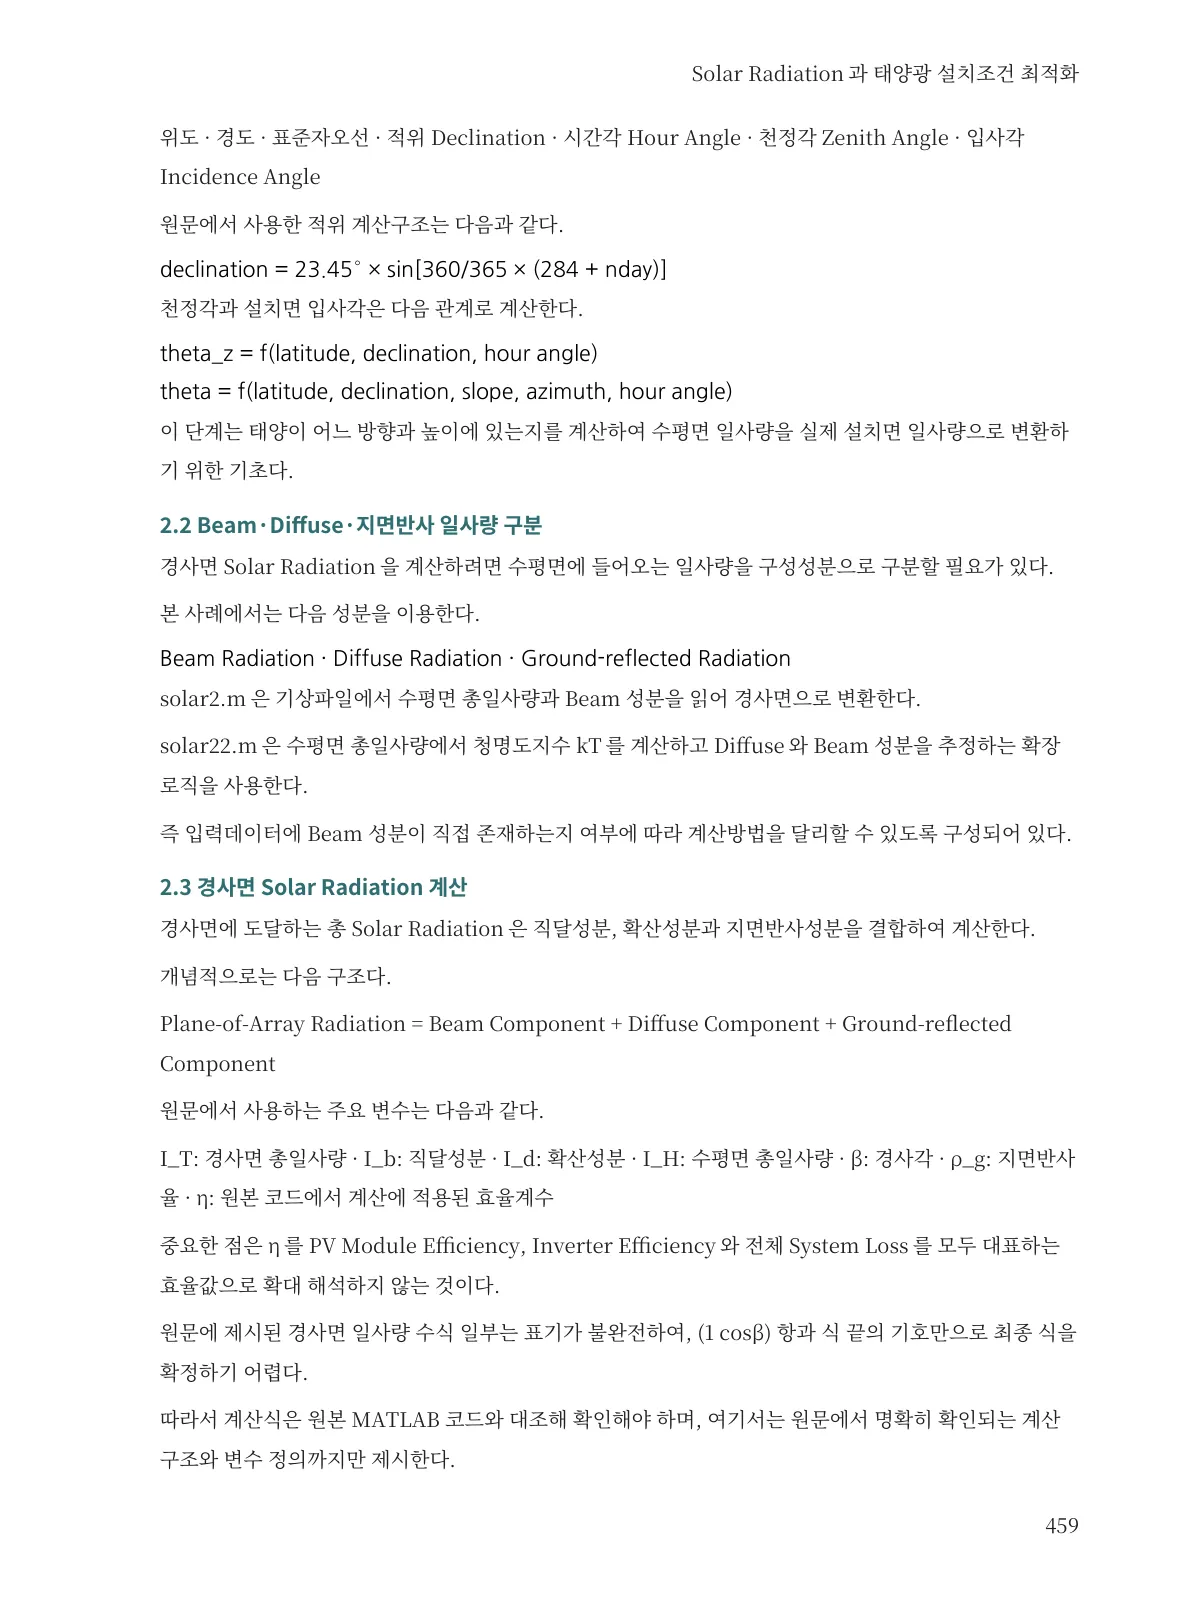 Solar Radiation 과 태양광 설치조건 최적화
위도 · 경도 · 표준자오선 · 적위 Declination · 시간각 Hour Angle · 천정각 Zenith Angle · 입사각
Incidence Angle
원문에서 사용한 적위 계산구조는 다음과 같다.
declination = 23.45° × sin[360/365 × (284 + nday)]
천정각과 설치면 입사각은 다음 관계로 계산한다.
theta_z = f(latitude, declination, hour angle)
theta = f(latitude, declination, slope, azimuth, hour angle)
이 단계는 태양이 어느 방향과 높이에 있는지를 계산하여 수평면 일사량을 실제 설치면 일사량으로 변환하
기 위한 기초다.
2.2 Beam·Diffuse·지면반사 일사량 구분
경사면 Solar Radiation 을 계산하려면 수평면에 들어오는 일사량을 구성성분으로 구분할 필요가 있다.
본 사례에서는 다음 성분을 이용한다.
Beam Radiation · Diffuse Radiation · Ground-reflected Radiation
solar2.m 은 기상파일에서 수평면 총일사량과 Beam 성분을 읽어 경사면으로 변환한다.
solar22.m 은 수평면 총일사량에서 청명도지수 kT 를 계산하고 Diffuse 와 Beam 성분을 추정하는 확장
로직을 사용한다.
즉 입력데이터에 Beam 성분이 직접 존재하는지 여부에 따라 계산방법을 달리할 수 있도록 구성되어 있다.
2.3 경사면 Solar Radiation 계산
경사면에 도달하는 총 Solar Radiation 은 직달성분, 확산성분과 지면반사성분을 결합하여 계산한다.
개념적으로는 다음 구조다.
Plane-of-Array Radiation = Beam Component + Diffuse Component + Ground-reflected
Component
원문에서 사용하는 주요 변수는 다음과 같다.
I_T: 경사면 총일사량 · I_b: 직달성분 · I_d: 확산성분 · I_H: 수평면 총일사량 · β: 경사각 · ρ_g: 지면반사
율 · η: 원본 코드에서 계산에 적용된 효율계수
중요한 점은 η 를 PV Module Efficiency, Inverter Efficiency 와 전체 System Loss 를 모두 대표하는
효율값으로 확대 해석하지 않는 것이다.
원문에 제시된 경사면 일사량 수식 일부는 표기가 불완전하여, (1 cosβ) 항과 식 끝의 기호만으로 최종 식을
확정하기 어렵다.
따라서 계산식은 원본 MATLAB 코드와 대조해 확인해야 하며, 여기서는 원문에서 명확히 확인되는 계산
구조와 변수 정의까지만 제시한다.
459